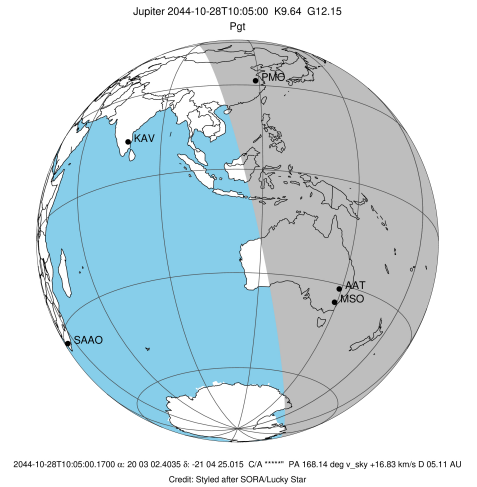 Jupiter 2044-10-28T10:05:00 K9.64 G12.15
Pgt
PMO
KAV
AAT
MSO
SAAO
2044-10-28T10:05:00.1700 α: 20 03 02.4035 δ: -21 04 25.015 C/A *****" PA 168.14 deg v_sky +16.83 km/s D 05.11 AU
Credit: Styled after SORA/Lucky Star